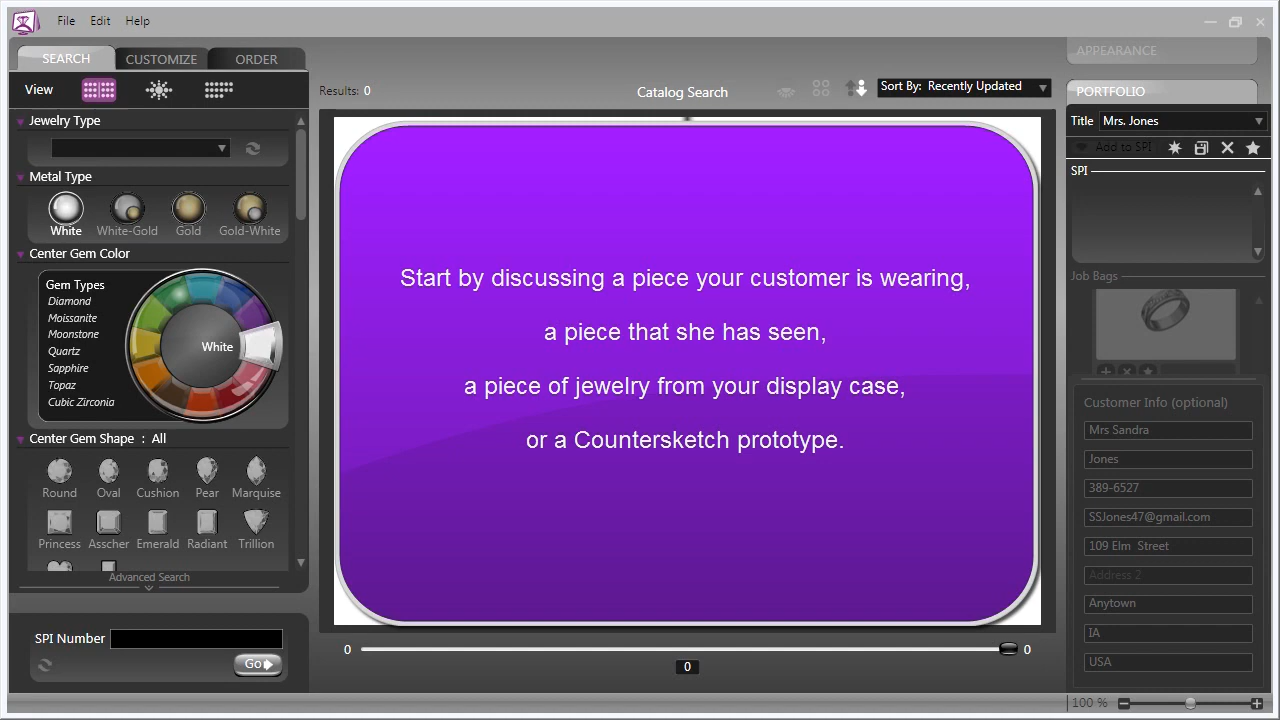 File Edit Help
SEARCH CUSTOMIZE ORDER
View
Jewelry Type
Metal Type
White White-Gold Gold Gold-White
Center Gem Color
Gem Types
Diamond
Moissanite
Moonstone
Quartz
Sapphire
Topaz
Cubic Zirconia
White
Center Gem Shape : All
Round Oval Cushion Pear Marquise
Princess Asscher Emerald Radiant Trillion
Advanced Search
SPI Number
Go
Results: 0
Catalog Search
Sort By: Recently Updated
Start by discussing a piece your customer is wearing,
a piece that she has seen,
a piece of jewelry from your display case,
or a Countersketch prototype.
0 0
0
APPEARANCE
PORTFOLIO
Title Mrs. Jones
Add to SPI
SPI
Job Bags
Customer Info (optional)
Mrs Sandra
Jones
389-6527
SSJones47@gmail.com
109 Elm Street
Address 2
Anytown
IA
USA
100 %